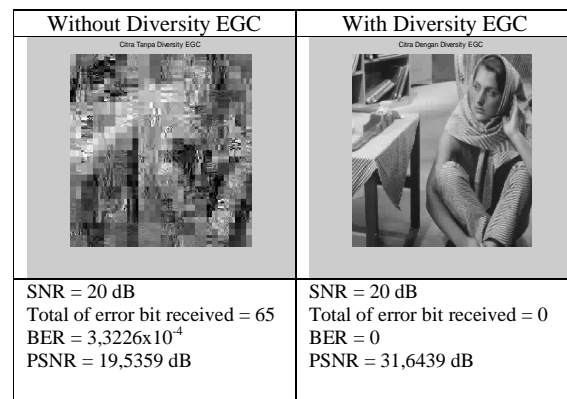 Without Diversity EGC
Citra Tanpa Diversity EGC
SNR = 20 dB
Total of error bit received = 65
BER = 3,3226x10⁻⁴
PSNR = 19,5359 dB
With Diversity EGC
Citra Dengan Diversity EGC
SNR = 20 dB
Total of error bit received = 0
BER = 0
PSNR = 31,6439 dB